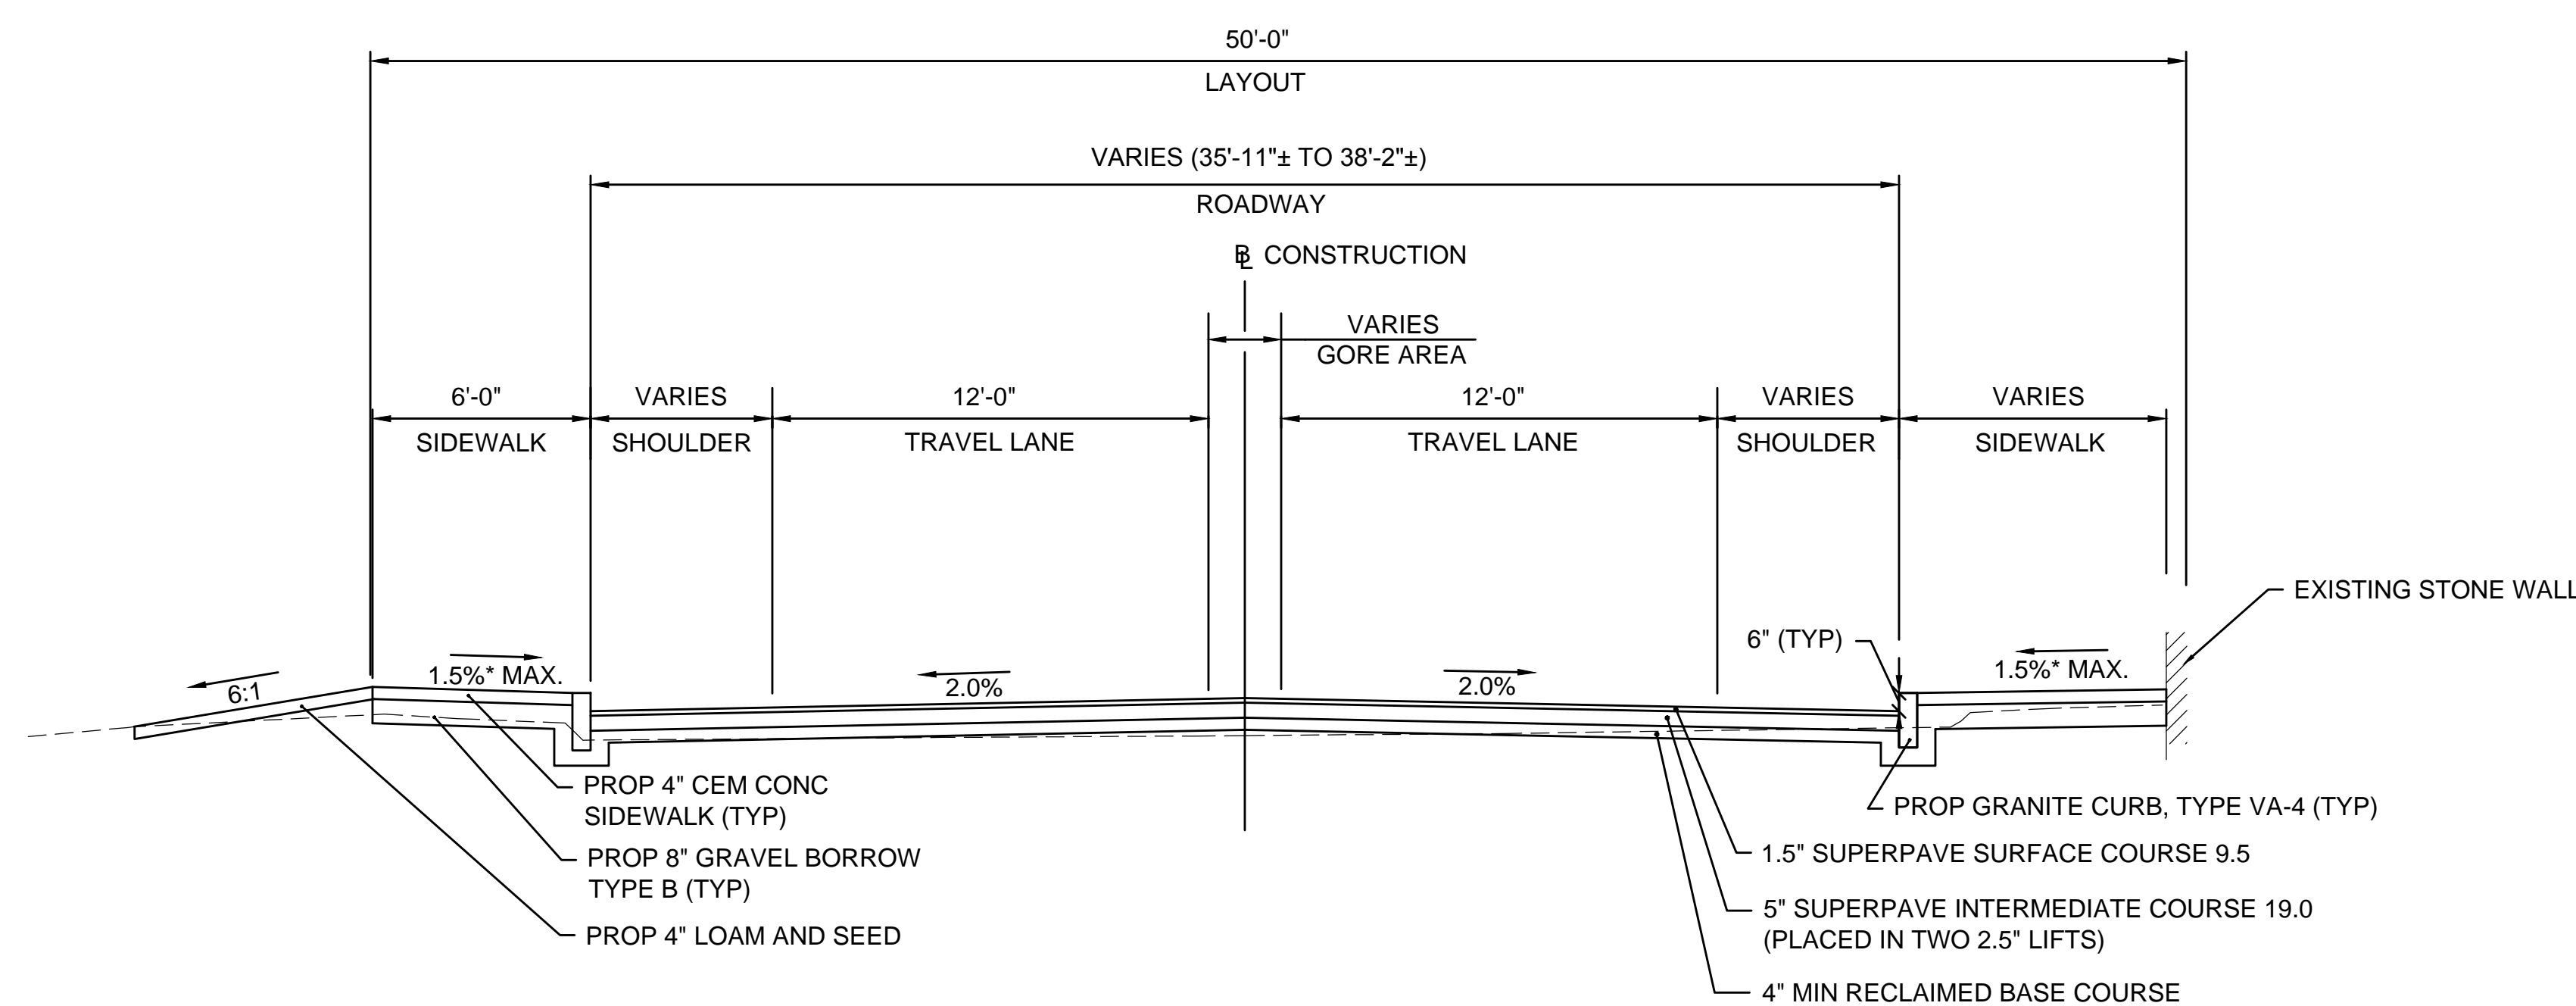 50'-0"
LAYOUT
VARIES (35'-11"± TO 38'-2"±)
ROADWAY
BL CONSTRUCTION
VARIES
GORE AREA
6'-0"
VARIES
12'-0"
12'-0"
VARIES
VARIES
SIDEWALK
SHOULDER
TRAVEL LANE
TRAVEL LANE
SHOULDER
SIDEWALK
EXISTING STONE WALL
6" (TYP)
6:1
1.5%* MAX.
2.0%
2.0%
1.5%* MAX.
PROP 4" CEM CONC
SIDEWALK (TYP)
PROP 8" GRAVEL BORROW
TYPE B (TYP)
PROP 4" LOAM AND SEED
PROP GRANITE CURB, TYPE VA-4 (TYP)
1.5" SUPERPAVE SURFACE COURSE 9.5
5" SUPERPAVE INTERMEDIATE COURSE 19.0
(PLACED IN TWO 2.5" LIFTS)
4" MIN RECLAIMED BASE COURSE